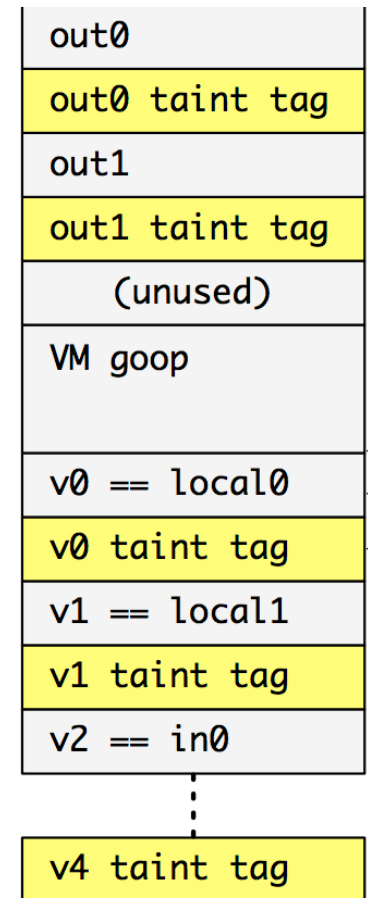 out0
out0 taint tag
out1
out1 taint tag
(unused)
VM goop
v0 == local0
v0 taint tag
v1 == local1
v1 taint tag
v2 == in0
v4 taint tag